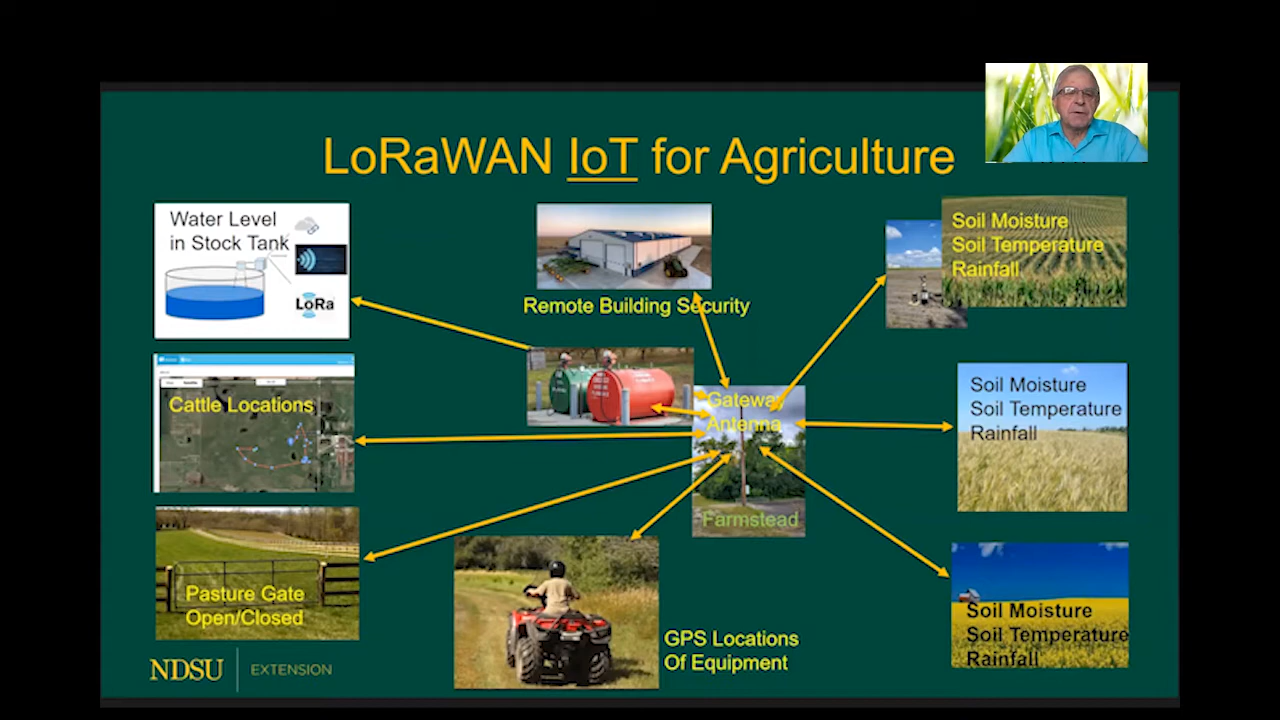 LoRaWAN IoT for Agriculture
Water Level
in Stock Tank
LoRa
Remote Building Security
Soil Moisture
Soil Temperature
Rainfall
Cattle Locations
Gateway
Antenna
Farmstead
Soil Moisture
Soil Temperature
Rainfall
Pasture Gate
Open/Closed
GPS Locations
Of Equipment
Soil Moisture
Soil Temperature
Rainfall
NDSU EXTENSION